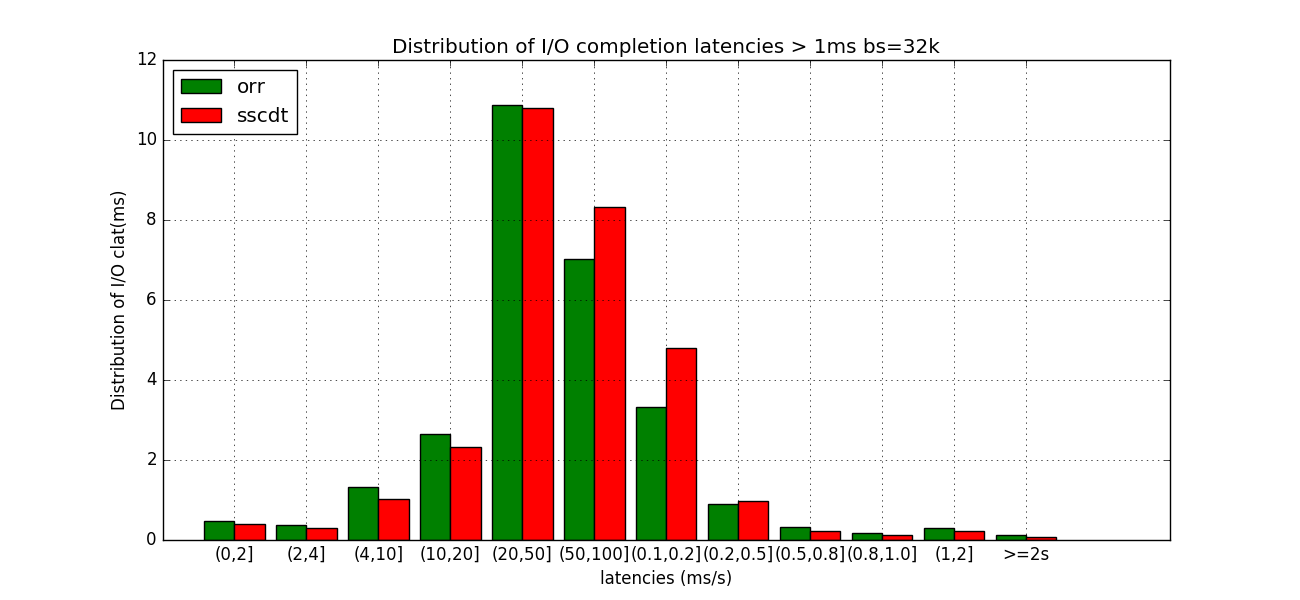 Distribution of I/O completion latencies > 1ms bs=32k
12
10
8
6
4
2
0
orr
sscdt
Distribution of I/O clat(ms)
(0,2] (2,4] (4,10] (10,20] (20,50] (50,100] (0.1,0.2] (0.2,0.5] (0.5,0.8] (0.8,1.0] (1,2] >=2s
latencies (ms/s)